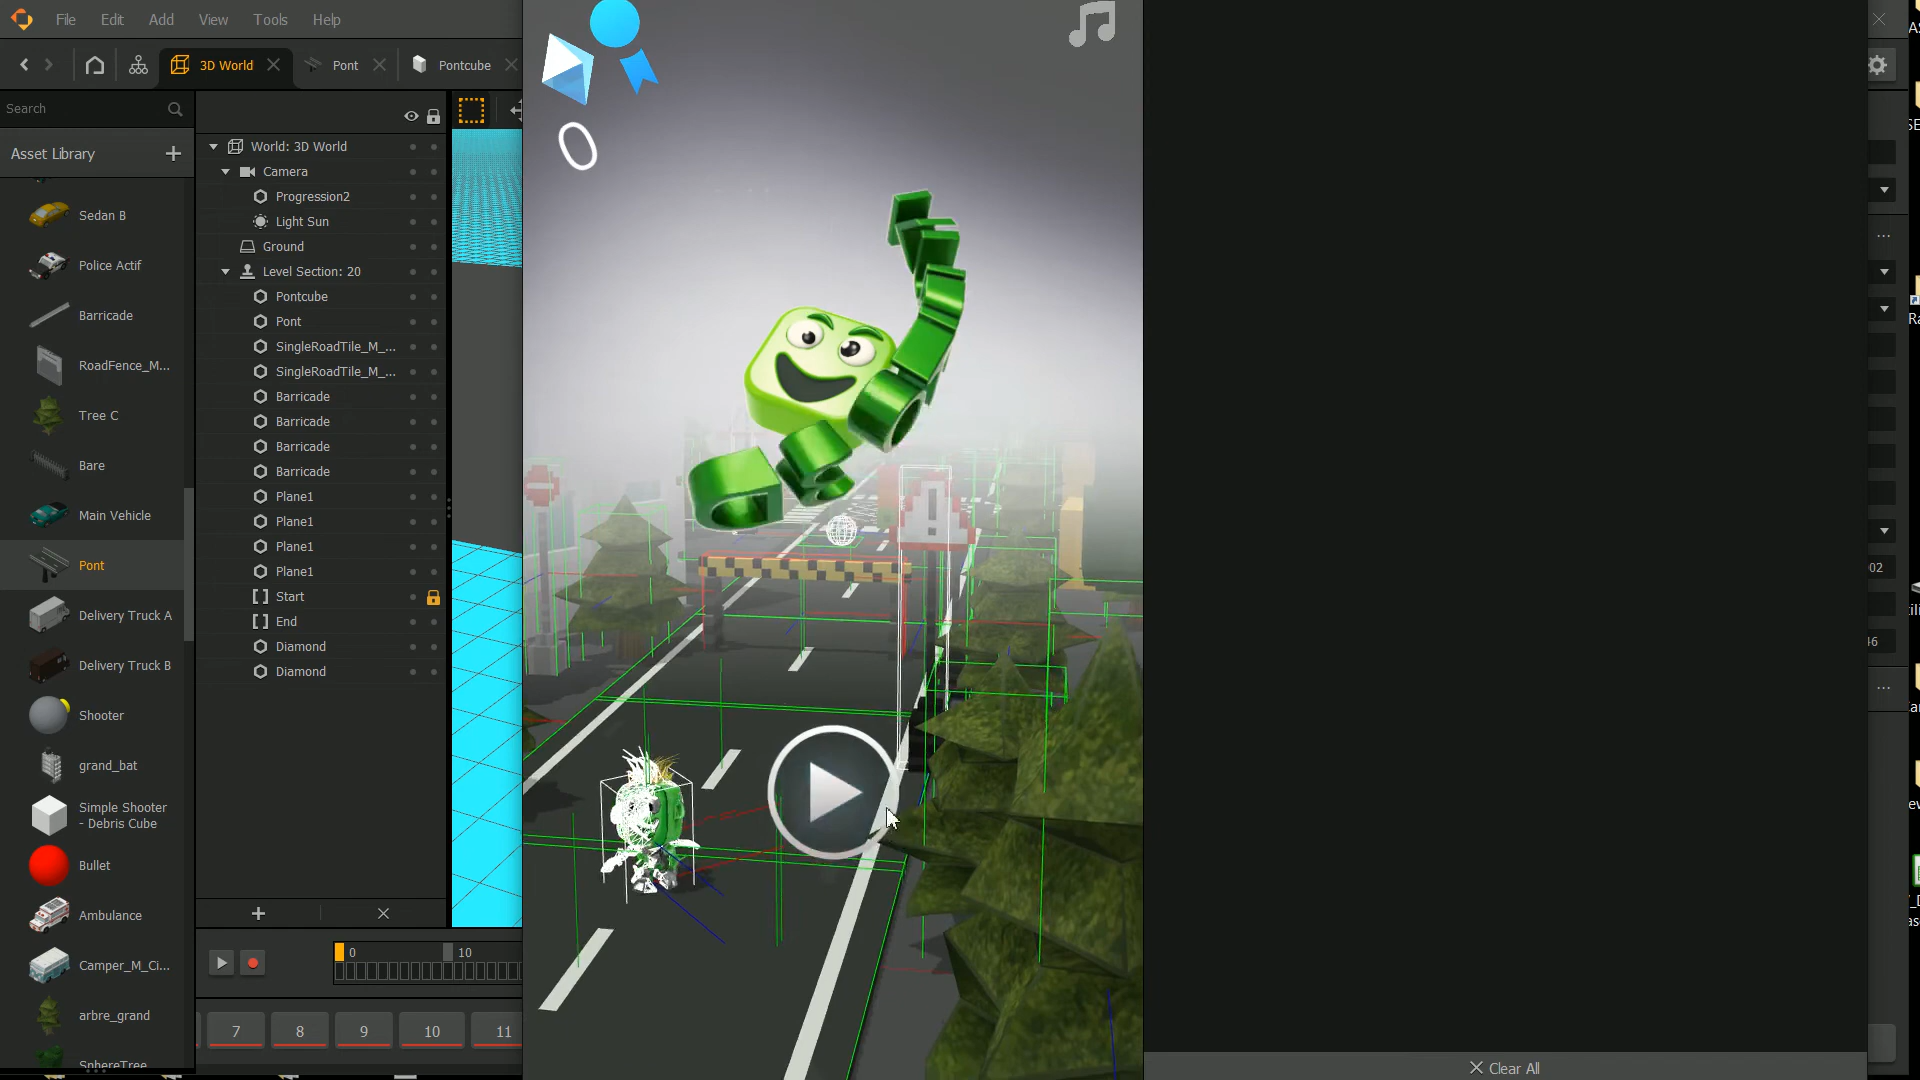 File Edit Add View Tools Help
3D World Pont Pontcube
Search
Asset Library
Sedan B
Police Actif
Barricade
RoadFence_M...
Tree C
Bare
Main Vehicle
Pont
Delivery Truck A
Delivery Truck B
Shooter
grand_bat
Simple Shooter
- Debris Cube
Bullet
Ambulance
Camper_M_Ci...
arbre_grand
SphereTree
World: 3D World
Camera
Progression2
Light Sun
Ground
Level Section: 20
Pontcube
Pont
SingleRoadTile_M_...
SingleRoadTile_M_...
Barricade
Barricade
Barricade
Barricade
Plane1
Plane1
Plane1
Plane1
Start
End
Diamond
Diamond
0 10
7 8 9 10 11
0
!
Clear All
02
46